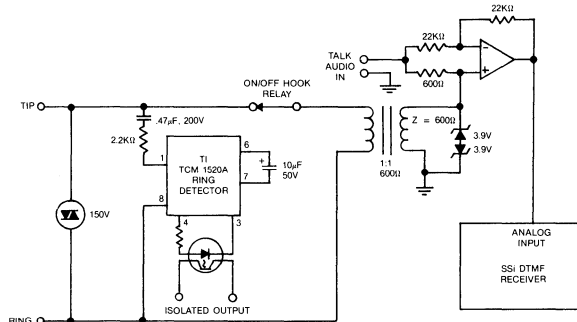 22KΩ
22KΩ
TALK
AUDIO
IN
600Ω
−
+
ON/OFF HOOK
RELAY
TIP
.47μF, 200V
2.2KΩ
Z = 600Ω
3.9V
3.9V
1:1
600Ω
1
TI
TCM 1520A
RING
DETECTOR
6
7
+
10μF
50V
8
150V
4
3
ANALOG
INPUT
SSi DTMF
RECEIVER
ISOLATED OUTPUT
RING